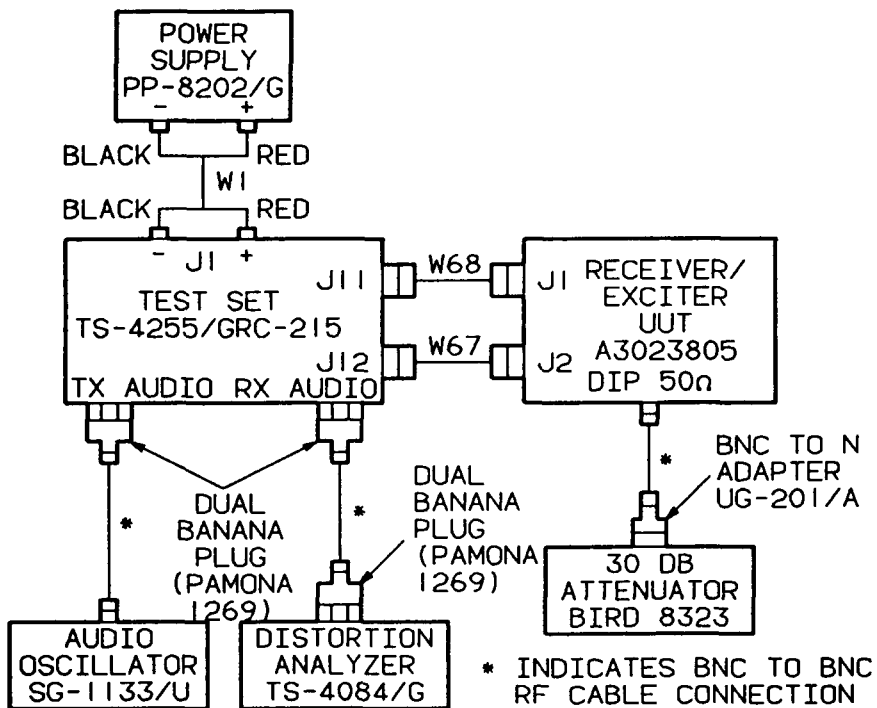 POWER
SUPPLY
PP-8202/G
- +
BLACK RED
W1
BLACK RED
- J1 +
TEST SET
TS-4255/GRC-215
J11
J12
TX AUDIO RX AUDIO
W68
W67
J1
J2
RECEIVER/
EXCITER
UUT
A3023805
DIP 50Ω
*
BNC TO N
ADAPTER
UG-201/A
30 DB
ATTENUATOR
BIRD 8323
*
DUAL
BANANA
PLUG
(PAMONA
1269)
*
DUAL
BANANA
PLUG
(PAMONA
1269)
AUDIO
OSCILLATOR
SG-1133/U
DISTORTION
ANALYZER
TS-4084/G
* INDICATES BNC TO BNC
RF CABLE CONNECTION